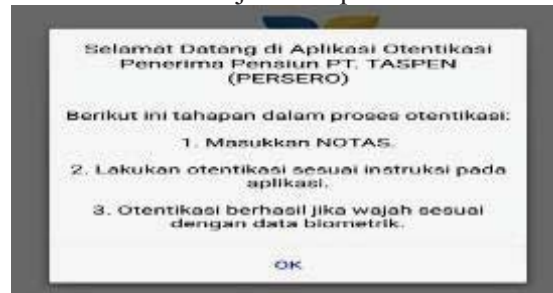 Selamat Datang di Aplikasi Otentikasi
Penerima Pensiun PT. TASPEN
(PERSERO)
Berikut ini tahapan dalam proses otentikasi:
1. Masukkan NOTAS.
2. Lakukan otentikasi sesuai instruksi pada
aplikasi.
3. Otentikasi berhasil jika wajah sesuai
dengan data biometrik.
OK